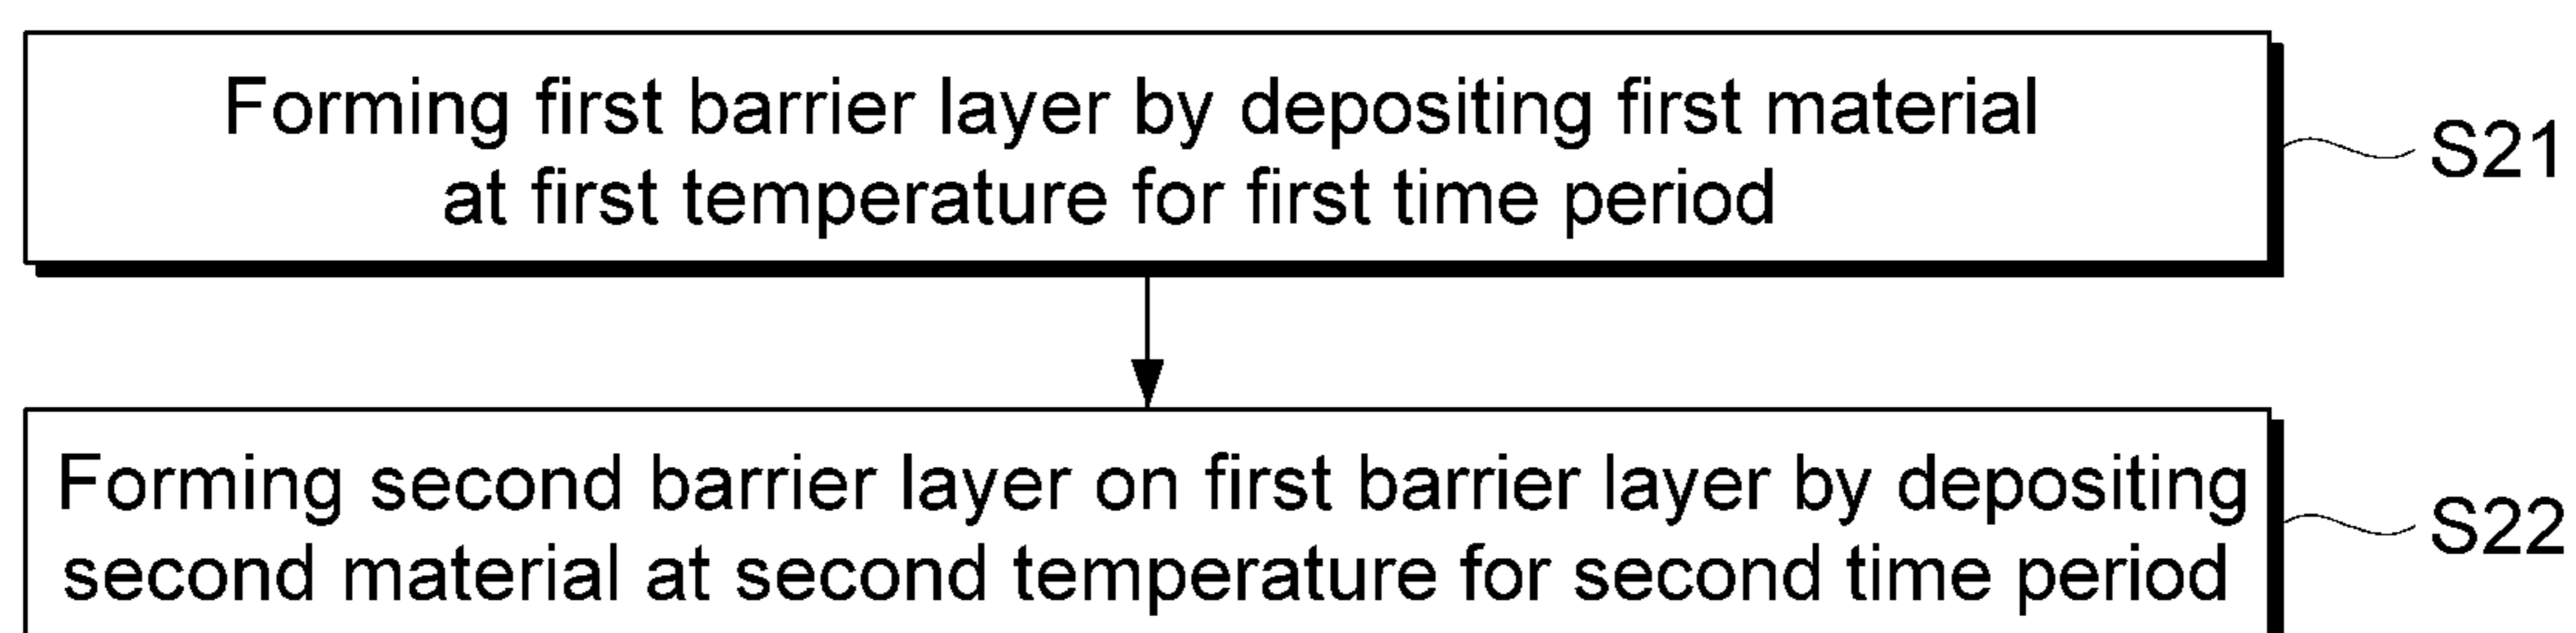 Forming first barrier layer by depositing first material
at first temperature for first time period
S21
Forming second barrier layer on first barrier layer by depositing
second material at second temperature for second time period
S22